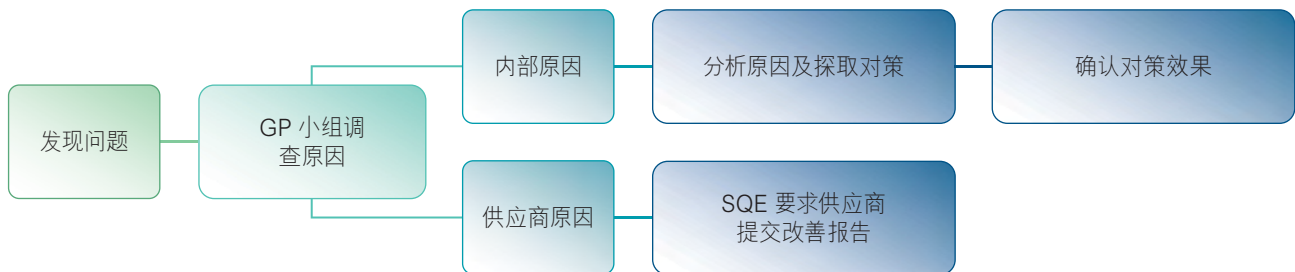 发现问题
GP 小组调
查原因
内部原因
分析原因及探取对策
确认对策效果
供应商原因
SQE 要求供应商
提交改善报告